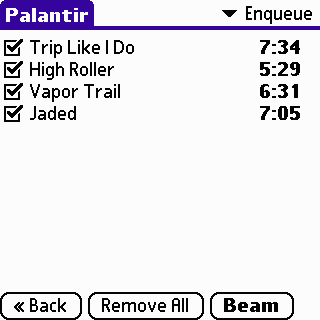 Palantir Enqueue
Trip Like I Do 7:34
High Roller 5:29
Vapor Trail 6:31
Jaded 7:05
« Back Remove All Beam